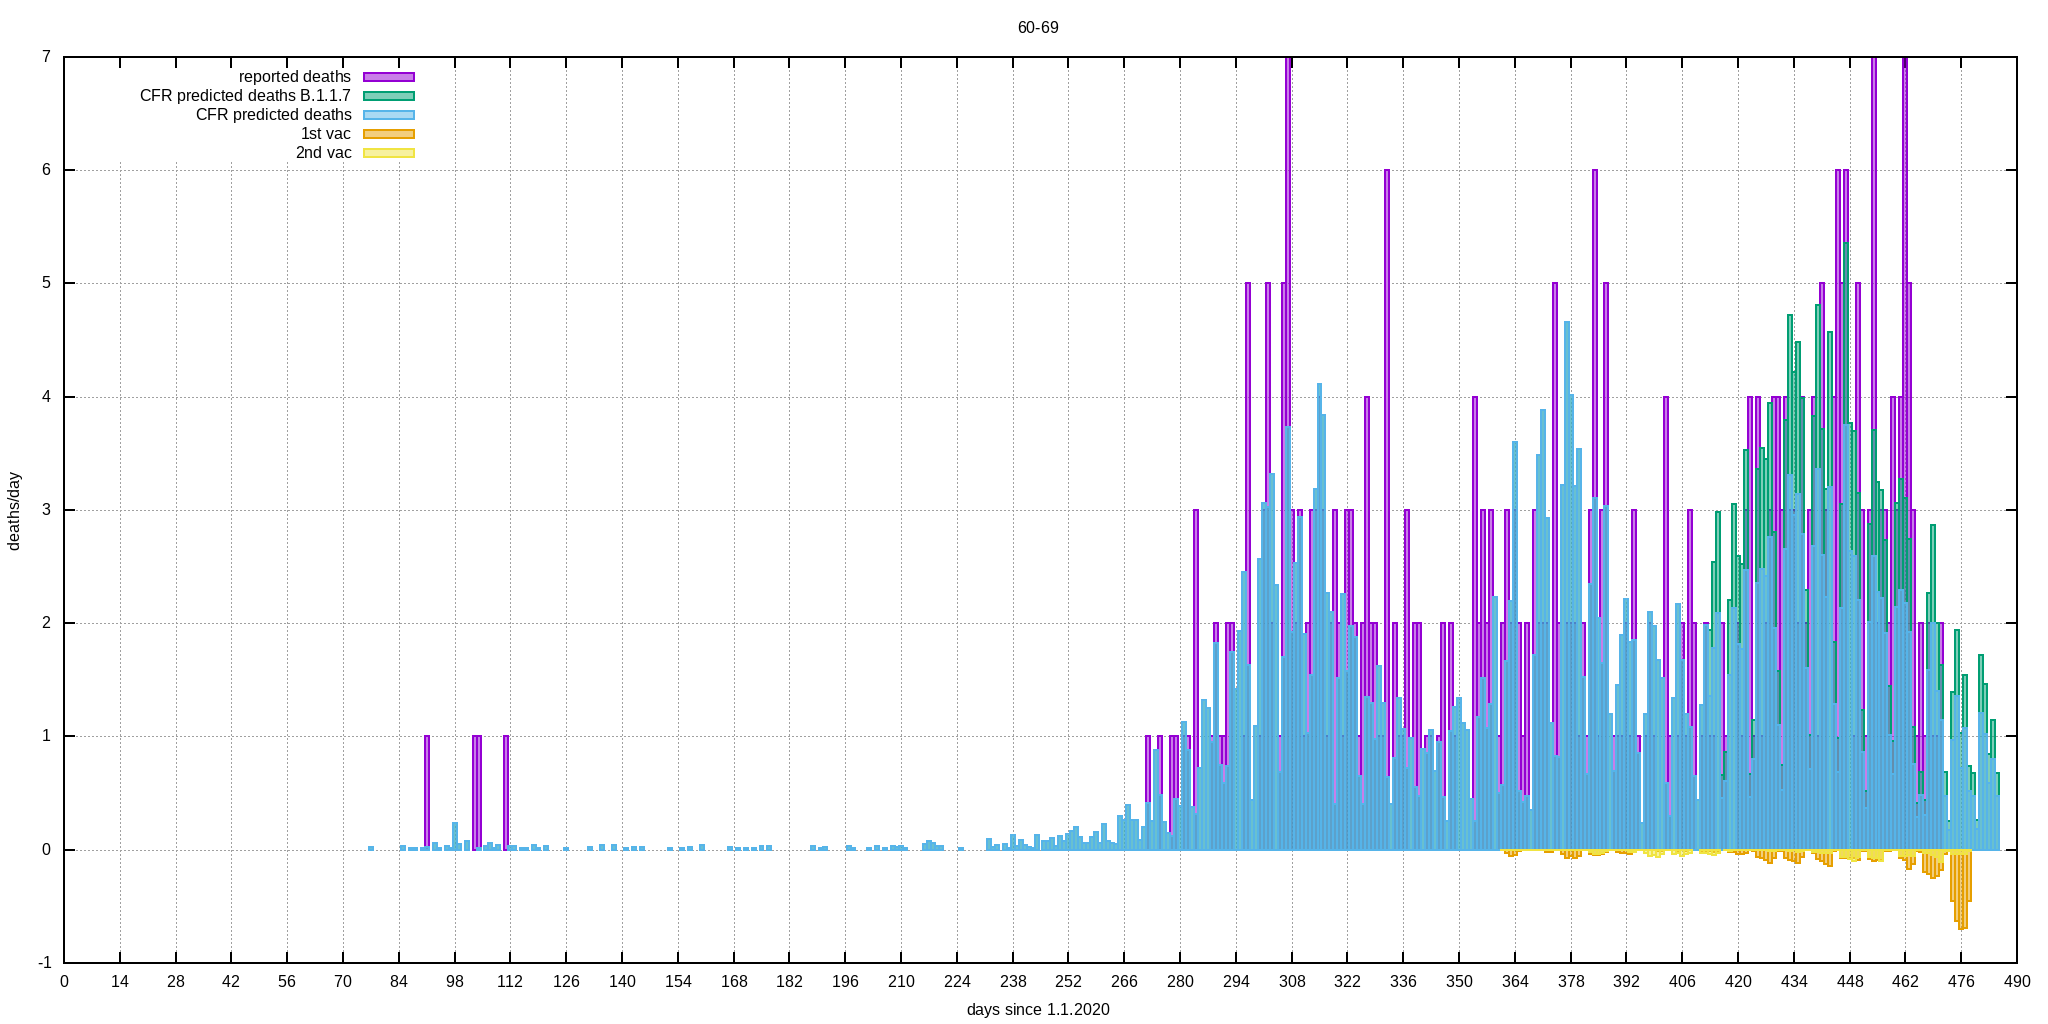 60-69
reported deaths
CFR predicted deaths B.1.1.7
CFR predicted deaths
1st vac
2nd vac
7
6
5
4
3
2
1
0
-1
deaths/day
0 14 28 42 56 70 84 98 112 126 140 154 168 182 196 210 224 238 252 266 280 294 308 322 336 350 364 378 392 406 420 434 448 462 476 490
days since 1.1.2020